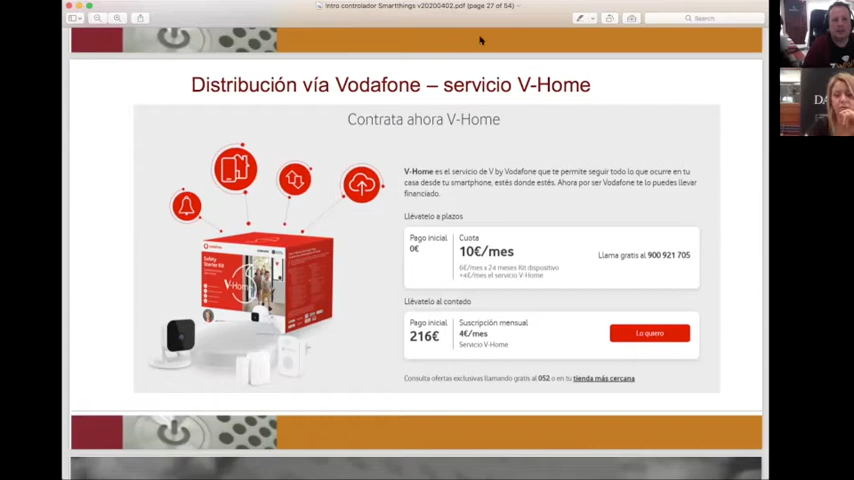 Intro controlador Smartthings v20200402.pdf (page 27 of 54)
Search
Distribución vía Vodafone – servicio V-Home
Contrata ahora V-Home
V-Home es el servicio de V by Vodafone que te permite seguir todo lo que ocurre en tu
casa desde tu smartphone, estés donde estés. Ahora por ser Vodafone te lo puedes llevar
financiado.
Llévatelo a plazos
Pago inicial
0€
Cuota
10€/mes
6€/mes x 24 meses Kit dispositivo
+4€/mes el servicio V-Home
Llama gratis al 900 921 705
Llévatelo al contado
Pago inicial
216€
Suscripción mensual
4€/mes
Servicio V-Home
Lo quiero
Consulta ofertas exclusivas llamando gratis al 052 o en tu tienda más cercana
Safety
Starter Kit
V-Home
DA